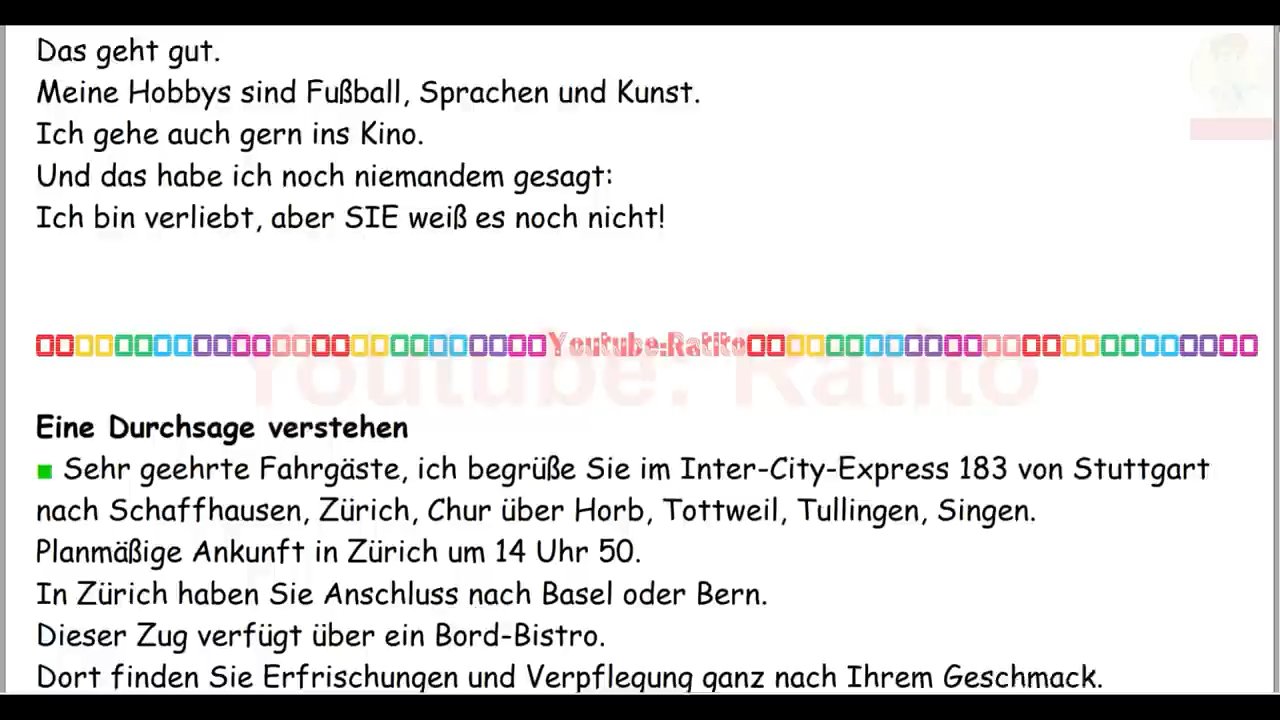 Das geht gut.
Meine Hobbys sind Fußball, Sprachen und Kunst.
Ich gehe auch gern ins Kino.
Und das habe ich noch niemandem gesagt:
Ich bin verliebt, aber SIE weiß es noch nicht!
Youtube:Ratito
Youtube: Ratito
Eine Durchsage verstehen
■ Sehr geehrte Fahrgäste, ich begrüße Sie im Inter-City-Express 183 von Stuttgart
nach Schaffhausen, Zürich, Chur über Horb, Tottweil, Tullingen, Singen.
Planmäßige Ankunft in Zürich um 14 Uhr 50.
In Zürich haben Sie Anschluss nach Basel oder Bern.
Dieser Zug verfügt über ein Bord-Bistro.
Dort finden Sie Erfrischungen und Verpflegung ganz nach Ihrem Geschmack.